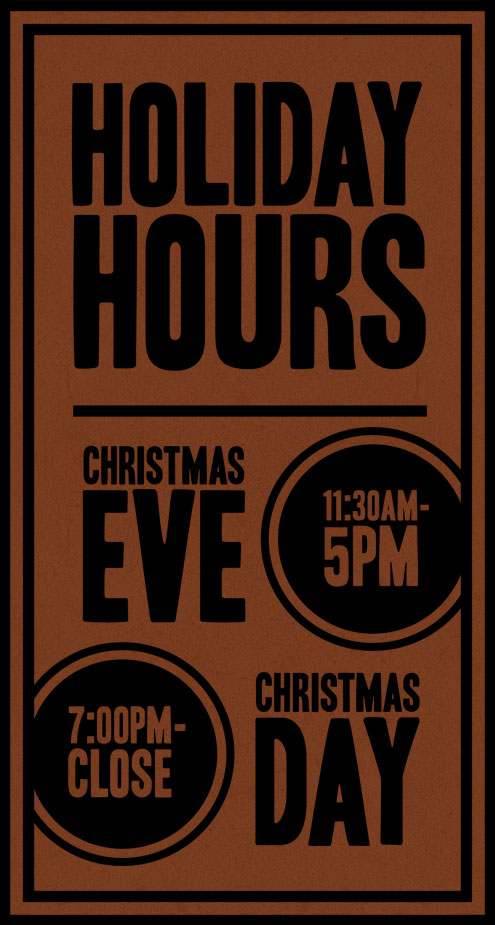 HOLIDAY
HOURS
CHRISTMAS
EVE
11:30AM-
5PM
7:00PM-
CLOSE
CHRISTMAS
DAY